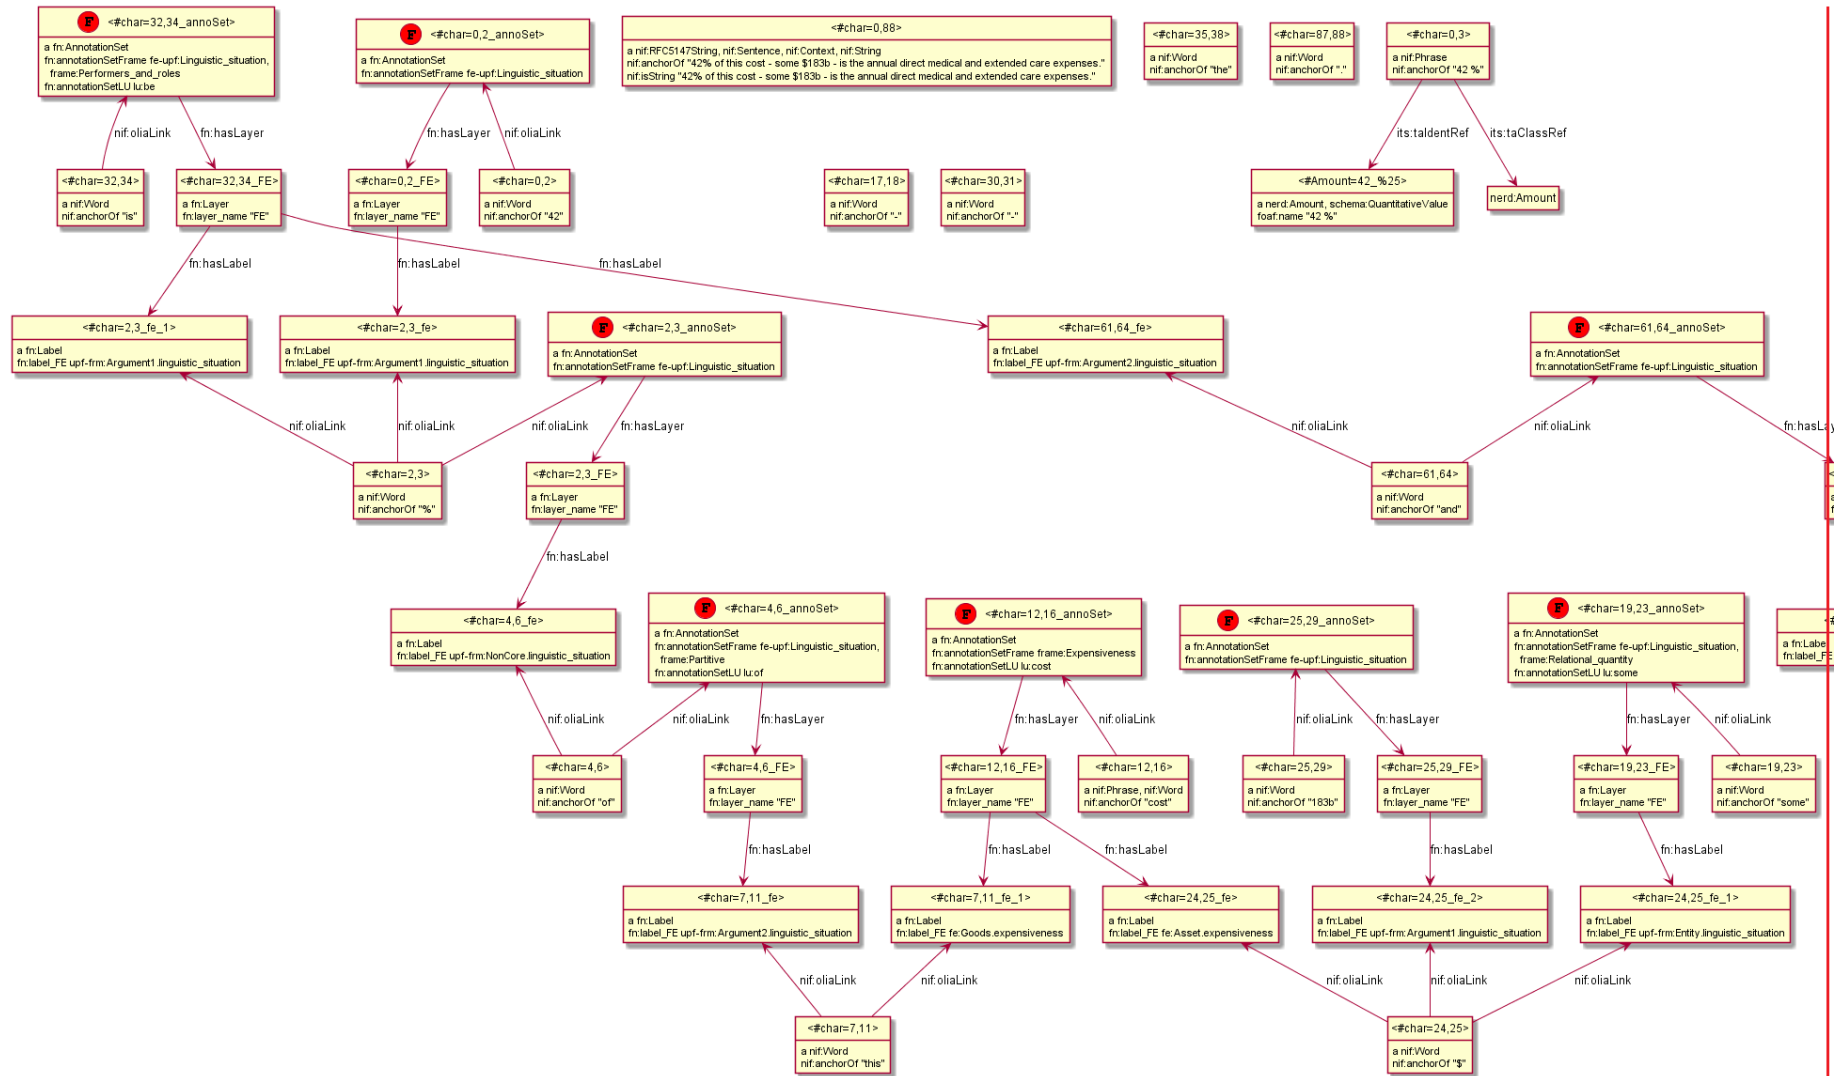 F <#char=32,34_annoSet>
a fn:AnnotationSet
fn:annotationSetFrame fe-upf:Linguistic_situation,
frame:Performers_and_roles
fn:annotationSetLU lu:be
F <#char=0,2_annoSet>
a fn:AnnotationSet
fn:annotationSetFrame fe-upf:Linguistic_situation
<#char=0,88>
a nif:RFC5147String, nif:Sentence, nif:Context, nif:String
nif:anchorOf "42% of this cost - some $183b - is the annual direct medical and extended care expenses."
nif:isString "42% of this cost - some $183b - is the annual direct medical and extended care expenses."
<#char=35,38>
a nif:Word
nif:anchorOf "the"
<#char=87,88>
a nif:Word
nif:anchorOf "."
<#char=0,3>
a nif:Phrase
nif:anchorOf "42 %"
nif:oliaLink
fn:hasLayer
fn:hasLayer
nif:oliaLink
its:taIdentRef
its:taClassRef
<#char=32,34>
a nif:Word
nif:anchorOf "is"
<#char=32,34_FE>
a fn:Layer
fn:layer_name "FE"
<#char=0,2_FE>
a fn:Layer
fn:layer_name "FE"
<#char=0,2>
a nif:Word
nif:anchorOf "42"
<#char=17,18>
a nif:Word
nif:anchorOf "-"
<#char=30,31>
a nif:Word
nif:anchorOf "-"
<#Amount=42_%25>
a nerd:Amount, schema:QuantitativeValue
foaf:name "42 %"
nerd:Amount
fn:hasLabel
fn:hasLabel
fn:hasLabel
<#char=2,3_fe_1>
a fn:Label
fn:label_FE upf-frm:Argument1.linguistic_situation
<#char=2,3_fe>
a fn:Label
fn:label_FE upf-frm:Argument1.linguistic_situation
F <#char=2,3_annoSet>
a fn:AnnotationSet
fn:annotationSetFrame fe-upf:Linguistic_situation
<#char=61,64_fe>
a fn:Label
fn:label_FE upf-frm:Argument2.linguistic_situation
F <#char=61,64_annoSet>
a fn:AnnotationSet
fn:annotationSetFrame fe-upf:Linguistic_situation
nif:oliaLink
nif:oliaLink
nif:oliaLink
fn:hasLayer
nif:oliaLink
nif:oliaLink
fn:hasLay
<#char=2,3>
a nif:Word
nif:anchorOf "%"
<#char=2,3_FE>
a fn:Layer
fn:layer_name "FE"
<#char=61,64>
a nif:Word
nif:anchorOf "and"
fn:hasLabel
<#char=4,6_fe>
a fn:Label
fn:label_FE upf-frm:NonCore.linguistic_situation
F <#char=4,6_annoSet>
a fn:AnnotationSet
fn:annotationSetFrame fe-upf:Linguistic_situation,
frame:Partitive
fn:annotationSetLU lu:of
F <#char=12,16_annoSet>
a fn:AnnotationSet
fn:annotationSetFrame frame:Expensiveness
fn:annotationSetLU lu:cost
F <#char=25,29_annoSet>
a fn:AnnotationSet
fn:annotationSetFrame fe-upf:Linguistic_situation
F <#char=19,23_annoSet>
a fn:AnnotationSet
fn:annotationSetFrame fe-upf:Linguistic_situation,
frame:Relational_quantity
fn:annotationSetLU lu:some
a fn:Label
fn:label_FE
nif:oliaLink
nif:oliaLink
fn:hasLayer
fn:hasLayer
nif:oliaLink
nif:oliaLink
fn:hasLayer
fn:hasLayer
nif:oliaLink
<#char=4,6>
a nif:Word
nif:anchorOf "of"
<#char=4,6_FE>
a fn:Layer
fn:layer_name "FE"
<#char=12,16_FE>
a fn:Layer
fn:layer_name "FE"
<#char=12,16>
a nif:Phrase, nif:Word
nif:anchorOf "cost"
<#char=25,29>
a nif:Word
nif:anchorOf "183b"
<#char=25,29_FE>
a fn:Layer
fn:layer_name "FE"
<#char=19,23_FE>
a fn:Layer
fn:layer_name "FE"
<#char=19,23>
a nif:Word
nif:anchorOf "some"
fn:hasLabel
fn:hasLabel
fn:hasLabel
fn:hasLabel
fn:hasLabel
<#char=7,11_fe>
a fn:Label
fn:label_FE upf-frm:Argument2.linguistic_situation
<#char=7,11_fe_1>
a fn:Label
fn:label_FE fe:Goods.expensiveness
<#char=24,25_fe>
a fn:Label
fn:label_FE fe:Asset.expensiveness
<#char=24,25_fe_2>
a fn:Label
fn:label_FE upf-frm:Argument1.linguistic_situation
<#char=24,25_fe_1>
a fn:Label
fn:label_FE upf-frm:Entity.linguistic_situation
nif:oliaLink
nif:oliaLink
nif:oliaLink
nif:oliaLink
nif:oliaLink
<#char=7,11>
a nif:Word
nif:anchorOf "this"
<#char=24,25>
a nif:Word
nif:anchorOf "$"